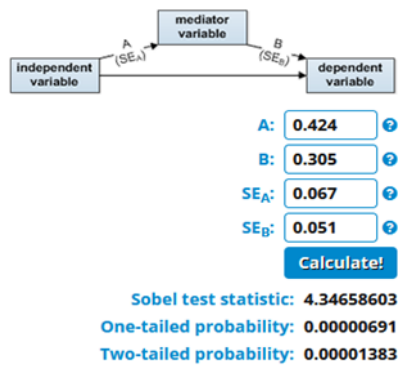 mediator
variable
A
(SEA)
B
(SEB)
independent
variable
dependent
variable
A: 0.424 ?
B: 0.305 ?
SEA: 0.067 ?
SEB: 0.051 ?
Calculate!
Sobel test statistic: 4.34658603
One-tailed probability: 0.00000691
Two-tailed probability: 0.00001383